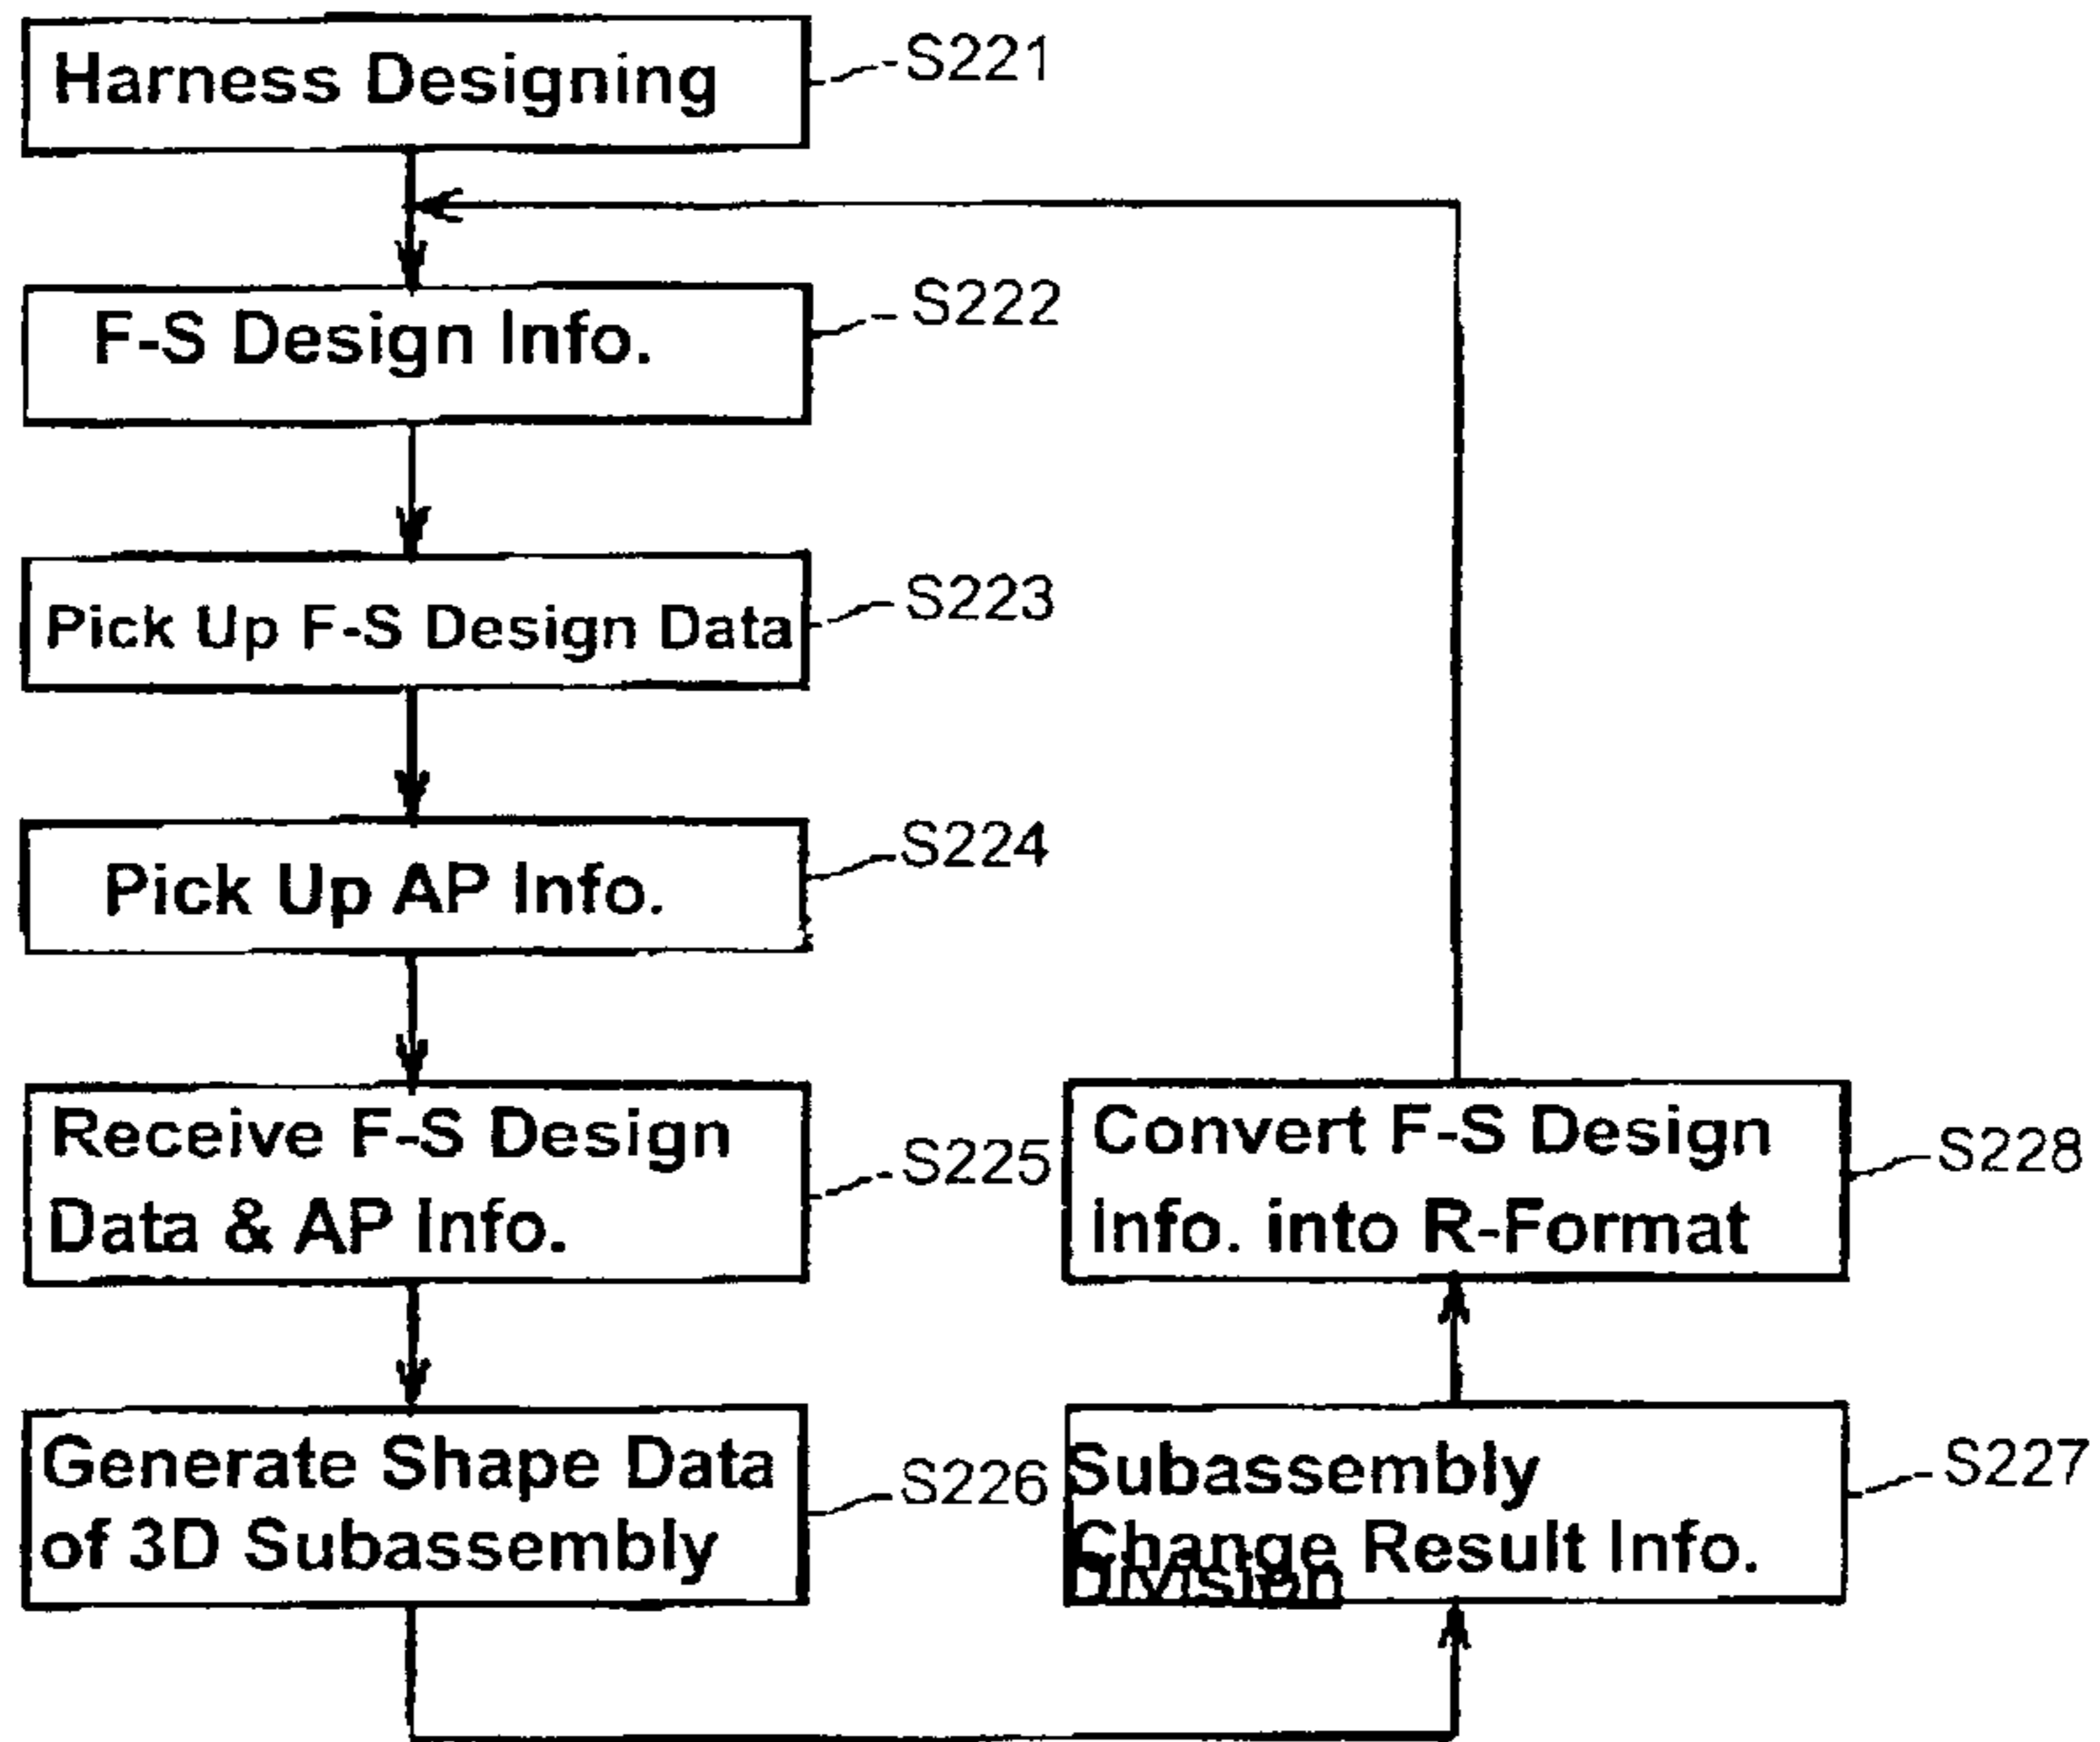 Harness Designing
S221
F-S Design Info.
S222
Pick Up F-S Design Data
S223
Pick Up AP Info.
S224
Receive F-S Design
Data & AP Info.
S225
Generate Shape Data
of 3D Subassembly
S226
Subassembly
Change Result Info.
Division
S227
Convert F-S Design
Info. into R-Format
S228